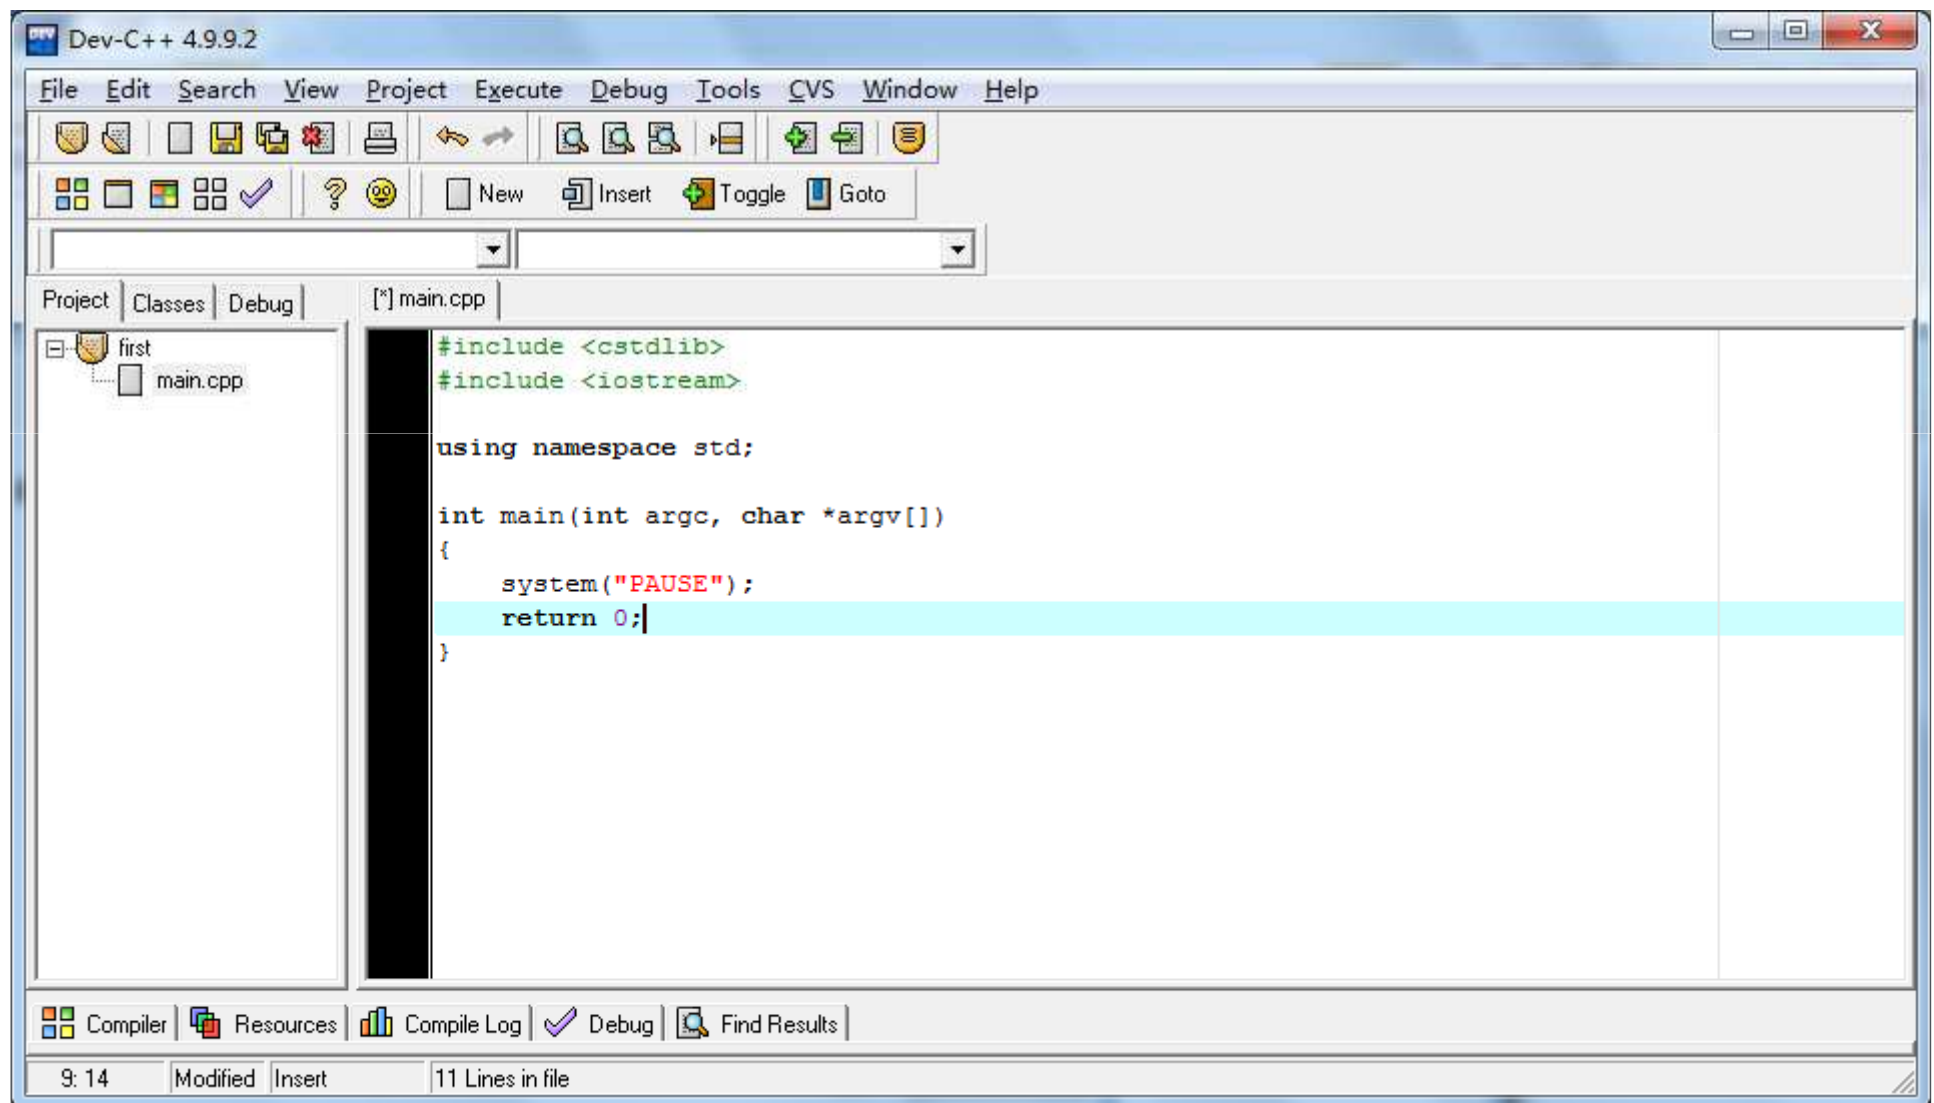 Dev-C++ 4.9.9.2
File Edit Search View Project Execute Debug Tools CVS Window Help
New Insert Toggle Goto
Project Classes Debug [*] main.cpp
first
main.cpp
#include <cstdlib>
#include <iostream>
using namespace std;
int main(int argc, char *argv[])
{
system("PAUSE");
return 0;
}
Compiler Resources Compile Log Debug Find Results
9: 14 Modified Insert 11 Lines in file